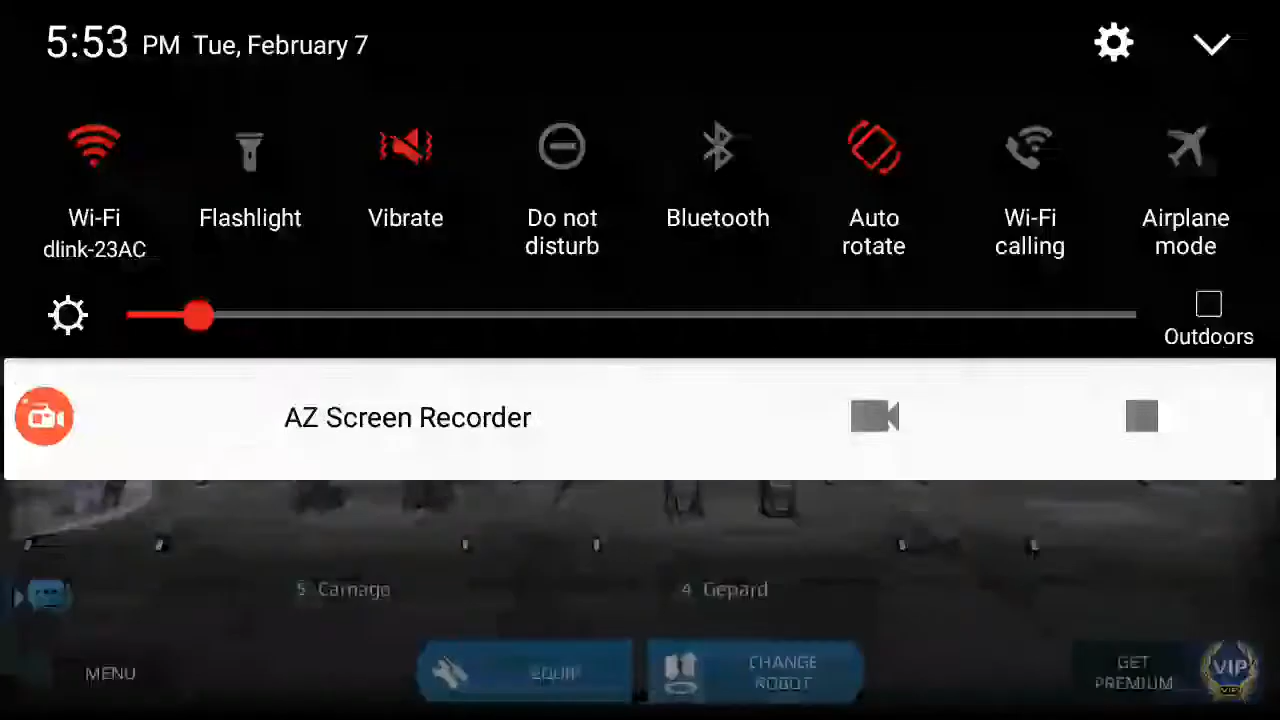 5:53 PM Tue, February 7
Wi-Fi
dlink-23AC
Flashlight
Vibrate
Do not
disturb
Bluetooth
Auto
rotate
Wi-Fi
calling
Airplane
mode
Outdoors
AZ Screen Recorder
5 Carnage
4 Gepard
MENU
EQUIP
CHANGE
ROBOT
GET
PREMIUM
VIP
VIP